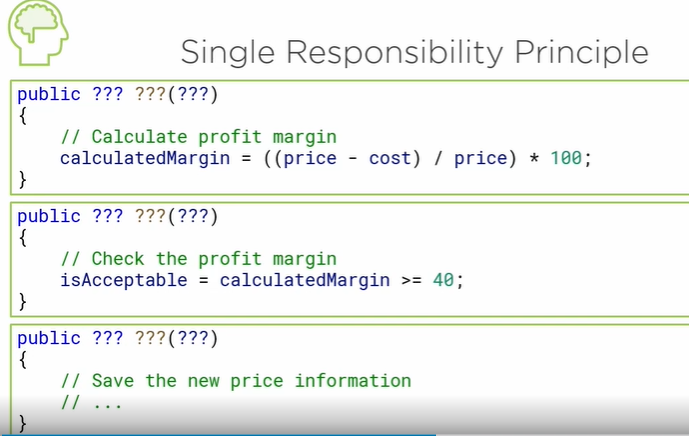 Single Responsibility Principle
public ??? ???(???)
{
// Calculate profit margin
calculatedMargin = ((price - cost) / price) * 100;
}
public ??? ???(???)
{
// Check the profit margin
isAcceptable = calculatedMargin >= 40;
}
public ??? ???(???)
{
// Save the new price information
// ...
}